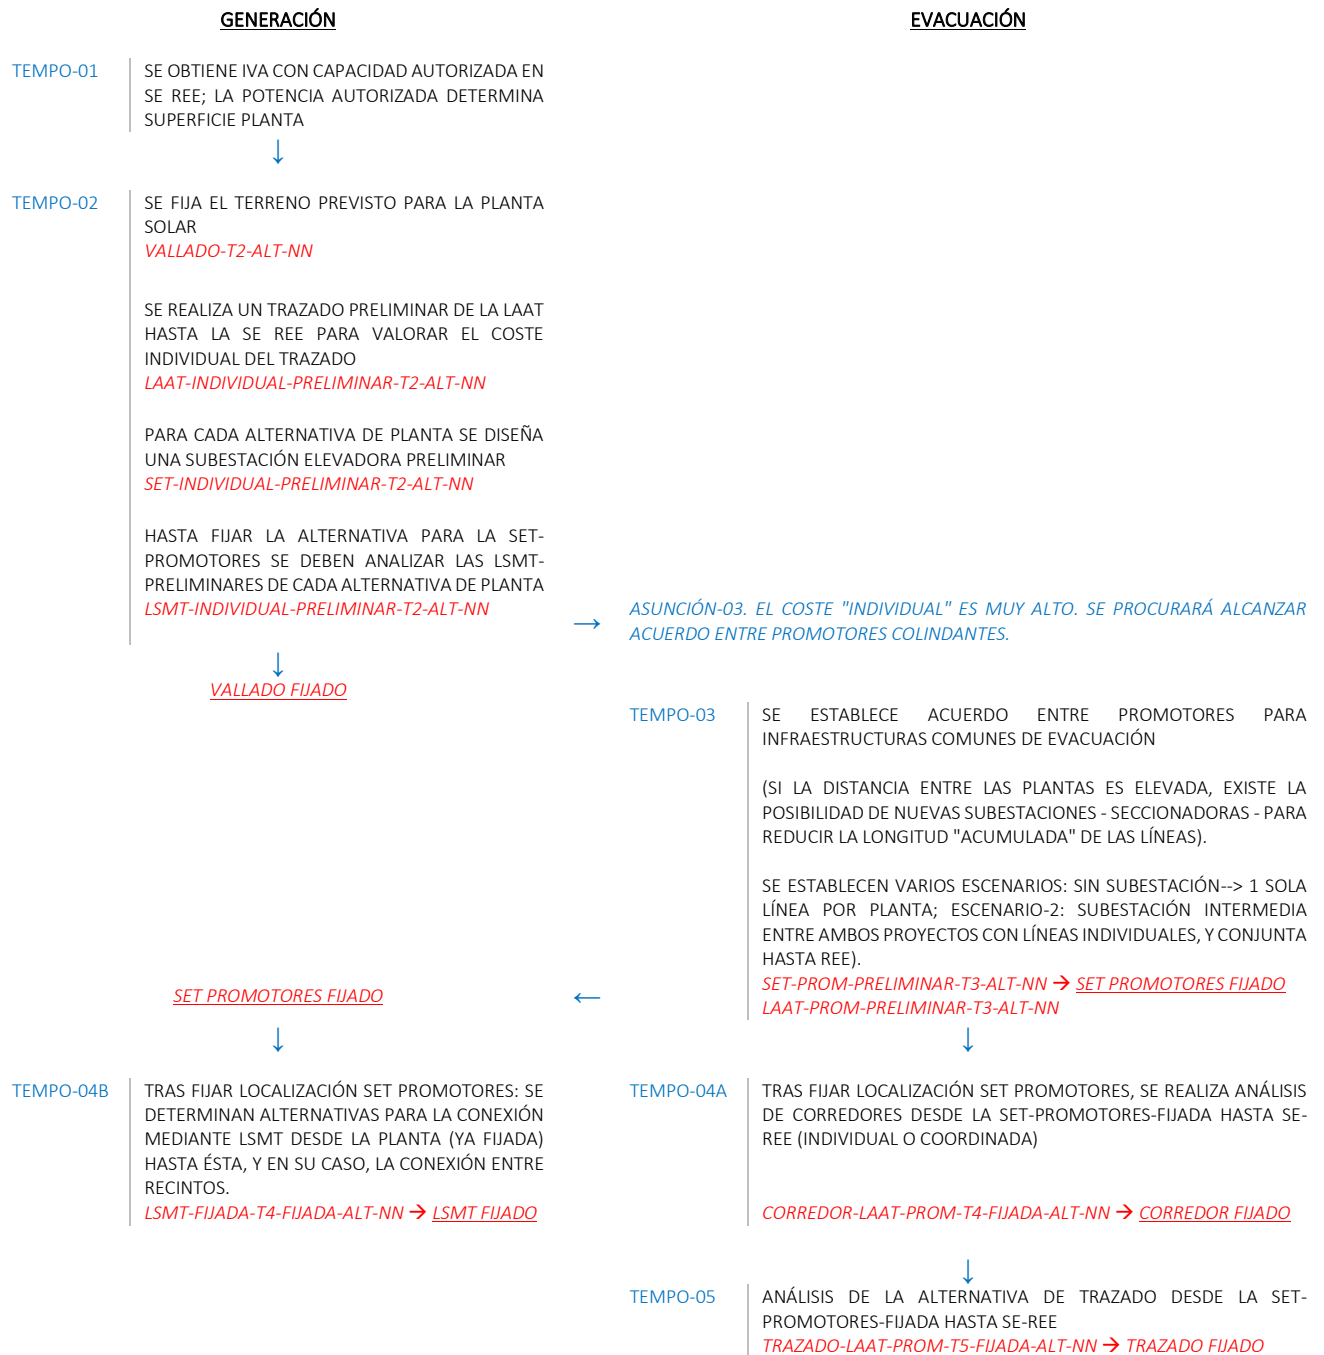 GENERACIÓN
EVACUACIÓN
TEMPO-01
SE OBTIENE IVA CON CAPACIDAD AUTORIZADA EN
SE REE; LA POTENCIA AUTORIZADA DETERMINA
SUPERFICIE PLANTA
↓
TEMPO-02
SE FIJA EL TERRENO PREVISTO PARA LA PLANTA
SOLAR
VALLADO-T2-ALT-NN
SE REALIZA UN TRAZADO PRELIMINAR DE LA LAAT
HASTA LA SE REE PARA VALORAR EL COSTE
INDIVIDUAL DEL TRAZADO
LAAT-INDIVIDUAL-PRELIMINAR-T2-ALT-NN
PARA CADA ALTERNATIVA DE PLANTA SE DISEÑA
UNA SUBESTACIÓN ELEVADORA PRELIMINAR
SET-INDIVIDUAL-PRELIMINAR-T2-ALT-NN
HASTA FIJAR LA ALTERNATIVA PARA LA SET-
PROMOTORES SE DEBEN ANALIZAR LAS LSMT-
PRELIMINARES DE CADA ALTERNATIVA DE PLANTA
LSMT-INDIVIDUAL-PRELIMINAR-T2-ALT-NN
→
ASUNCIÓN-03. EL COSTE "INDIVIDUAL" ES MUY ALTO. SE PROCURARÁ ALCANZAR
ACUERDO ENTRE PROMOTORES COLINDANTES.
↓
VALLADO FIJADO
TEMPO-03
SE ESTABLECE ACUERDO ENTRE PROMOTORES PARA
INFRAESTRUCTURAS COMUNES DE EVACUACIÓN
(SI LA DISTANCIA ENTRE LAS PLANTAS ES ELEVADA, EXISTE LA
POSIBILIDAD DE NUEVAS SUBESTACIONES - SECCIONADORAS - PARA
REDUCIR LA LONGITUD "ACUMULADA" DE LAS LÍNEAS).
SE ESTABLECEN VARIOS ESCENARIOS: SIN SUBESTACIÓN--> 1 SOLA
LÍNEA POR PLANTA; ESCENARIO-2: SUBESTACIÓN INTERMEDIA
ENTRE AMBOS PROYECTOS CON LÍNEAS INDIVIDUALES, Y CONJUNTA
HASTA REE).
SET-PROM-PRELIMINAR-T3-ALT-NN → SET PROMOTORES FIJADO
LAAT-PROM-PRELIMINAR-T3-ALT-NN
←
SET PROMOTORES FIJADO
↓
↓
TEMPO-04B
TRAS FIJAR LOCALIZACIÓN SET PROMOTORES: SE
DETERMINAN ALTERNATIVAS PARA LA CONEXIÓN
MEDIANTE LSMT DESDE LA PLANTA (YA FIJADA)
HASTA ÉSTA, Y EN SU CASO, LA CONEXIÓN ENTRE
RECINTOS.
LSMT-FIJADA-T4-FIJADA-ALT-NN → LSMT FIJADO
TEMPO-04A
TRAS FIJAR LOCALIZACIÓN SET PROMOTORES, SE REALIZA ANÁLISIS
DE CORREDORES DESDE LA SET-PROMOTORES-FIJADA HASTA SE-
REE (INDIVIDUAL O COORDINADA)
CORREDOR-LAAT-PROM-T4-FIJADA-ALT-NN → CORREDOR FIJADO
↓
TEMPO-05
ANÁLISIS DE LA ALTERNATIVA DE TRAZADO DESDE LA SET-
PROMOTORES-FIJADA HASTA SE-REE
TRAZADO-LAAT-PROM-T5-FIJADA-ALT-NN → TRAZADO FIJADO